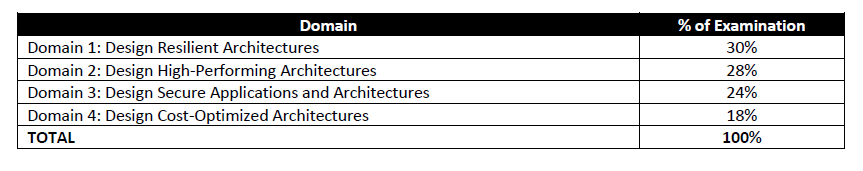 Domain % of Examination
Domain 1: Design Resilient Architectures 30%
Domain 2: Design High-Performing Architectures 28%
Domain 3: Design Secure Applications and Architectures 24%
Domain 4: Design Cost-Optimized Architectures 18%
TOTAL 100%